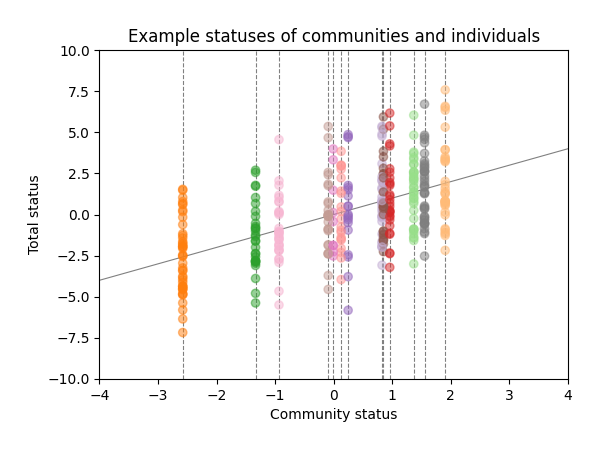 Example statuses of communities and individuals
10.0
7.5
5.0
2.5
0.0
−2.5
−5.0
−7.5
−10.0
Total status
−4 −3 −2 −1 0 1 2 3 4
Community status